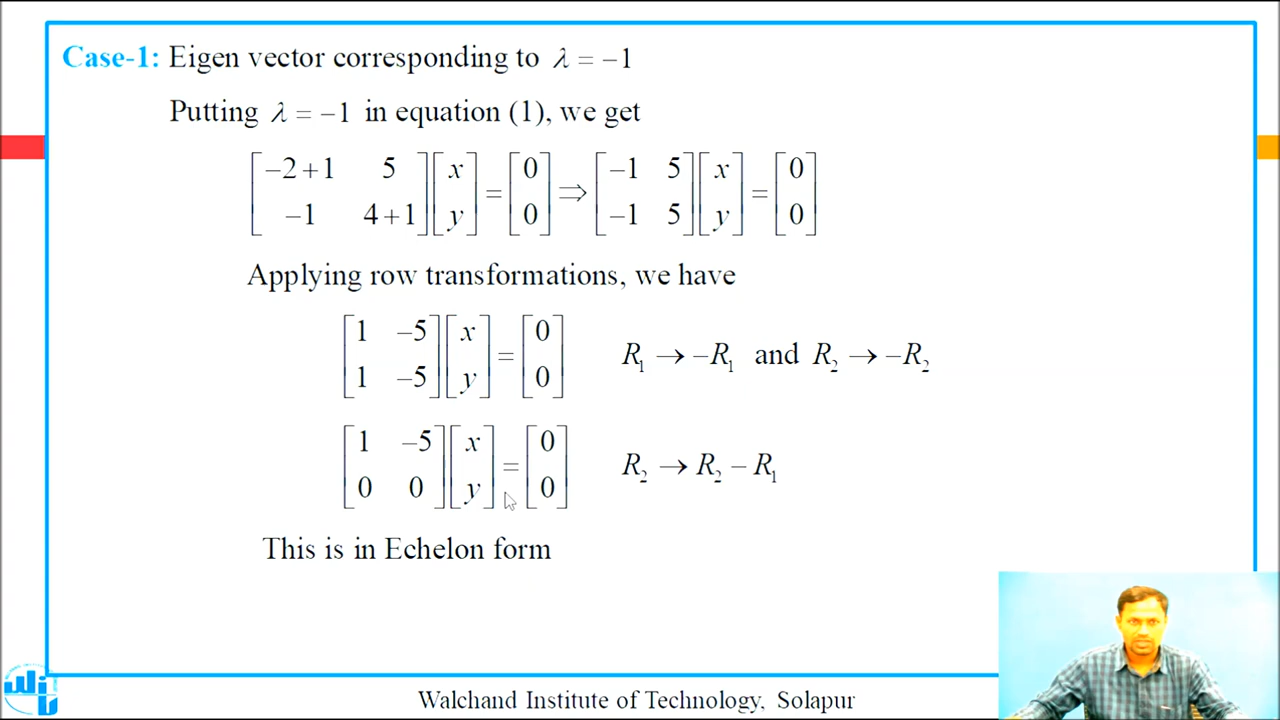 Case-1: Eigen vector corresponding to λ = −1
Putting λ = −1 in equation (1), we get
[−2+1 5; −1 4+1][x; y] = [0; 0] ⇒ [−1 5; −1 5][x; y] = [0; 0]
Applying row transformations, we have
[1 −5; 1 −5][x; y] = [0; 0] R₁ → −R₁ and R₂ → −R₂
[1 −5; 0 0][x; y] = [0; 0] R₂ → R₂ − R₁
This is in Echelon form
Walchand Institute of Technology, Solapur